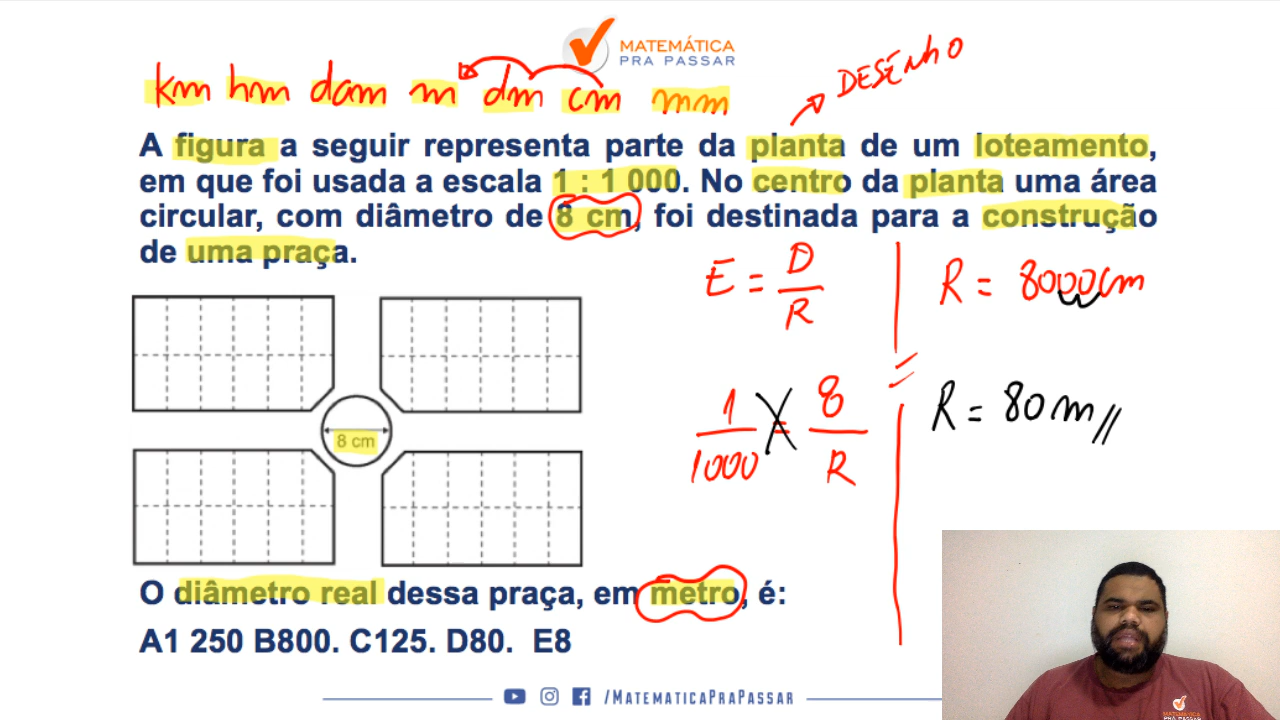 MATEMÁTICA
PRA PASSAR
km hm dam m dm cm mm
DESENHO
A figura a seguir representa parte da planta de um loteamento,
em que foi usada a escala 1 : 1 000. No centro da planta uma área
circular, com diâmetro de 8 cm, foi destinada para a construção
de uma praça.
E = D/R
R = 8000cm
8 cm
1/1000 = 8/R
R = 80m//
O diâmetro real dessa praça, em metro, é:
A1 250 B800. C125. D80. E8
/MATEMATICAPRAPASSAR
MATEMÁTICA
PRA PASSAR